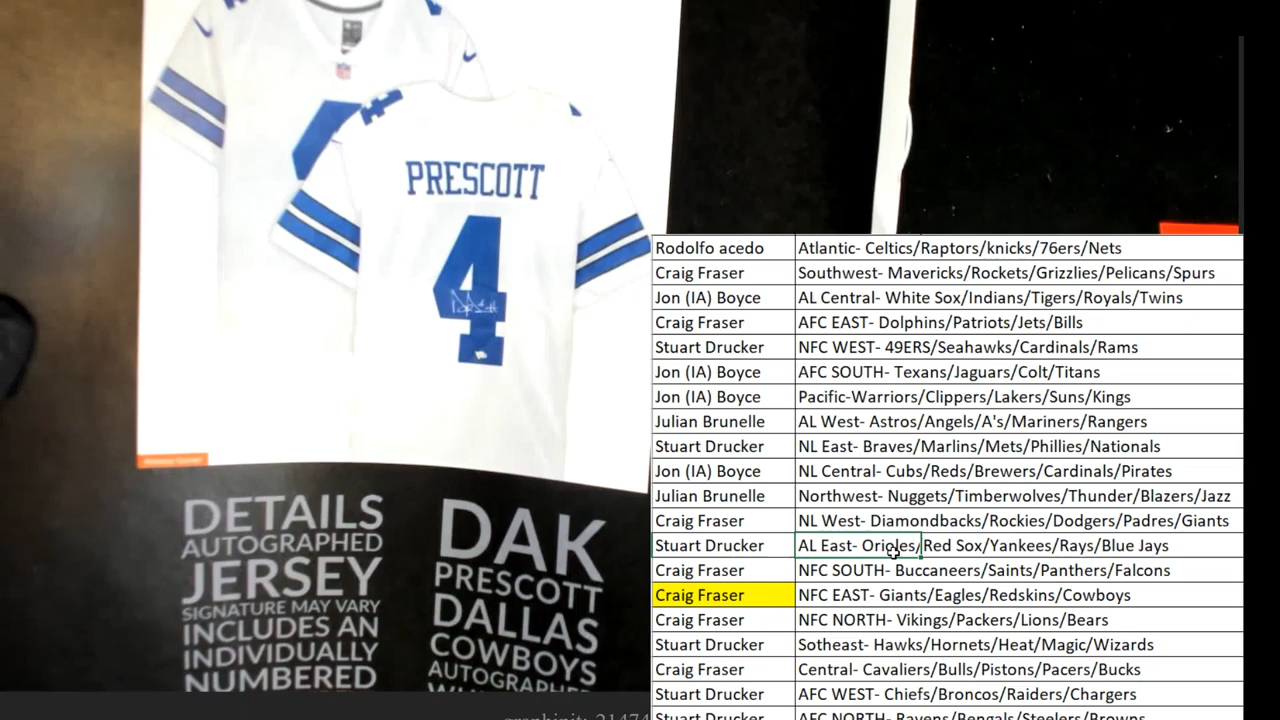 PRESCOTT
4
DETAILS
AUTOGRAPHED
JERSEY
SIGNATURE MAY VARY
INCLUDES AN
INDIVIDUALLY
NUMBERED
DAK
PRESCOTT
DALLAS
COWBOYS
AUTOGRAPHED
Rodolfo acedo Atlantic- Celtics/Raptors/knicks/76ers/Nets
Craig Fraser Southwest- Mavericks/Rockets/Grizzlies/Pelicans/Spurs
Jon (IA) Boyce AL Central- White Sox/Indians/Tigers/Royals/Twins
Craig Fraser AFC EAST- Dolphins/Patriots/Jets/Bills
Stuart Drucker NFC WEST- 49ERS/Seahawks/Cardinals/Rams
Jon (IA) Boyce AFC SOUTH- Texans/Jaguars/Colt/Titans
Jon (IA) Boyce Pacific-Warriors/Clippers/Lakers/Suns/Kings
Julian Brunelle AL West- Astros/Angels/A's/Mariners/Rangers
Stuart Drucker NL East- Braves/Marlins/Mets/Phillies/Nationals
Jon (IA) Boyce NL Central- Cubs/Reds/Brewers/Cardinals/Pirates
Julian Brunelle Northwest- Nuggets/Timberwolves/Thunder/Blazers/Jazz
Craig Fraser NL West- Diamondbacks/Rockies/Dodgers/Padres/Giants
Stuart Drucker AL East- Orioles/Red Sox/Yankees/Rays/Blue Jays
Craig Fraser NFC SOUTH- Buccaneers/Saints/Panthers/Falcons
Craig Fraser NFC EAST- Giants/Eagles/Redskins/Cowboys
Craig Fraser NFC NORTH- Vikings/Packers/Lions/Bears
Stuart Drucker Sotheast- Hawks/Hornets/Heat/Magic/Wizards
Craig Fraser Central- Cavaliers/Bulls/Pistons/Pacers/Bucks
Stuart Drucker AFC WEST- Chiefs/Broncos/Raiders/Chargers
Stuart Drucker AFC NORTH- Ravens/Bengals/Steelers/Browns